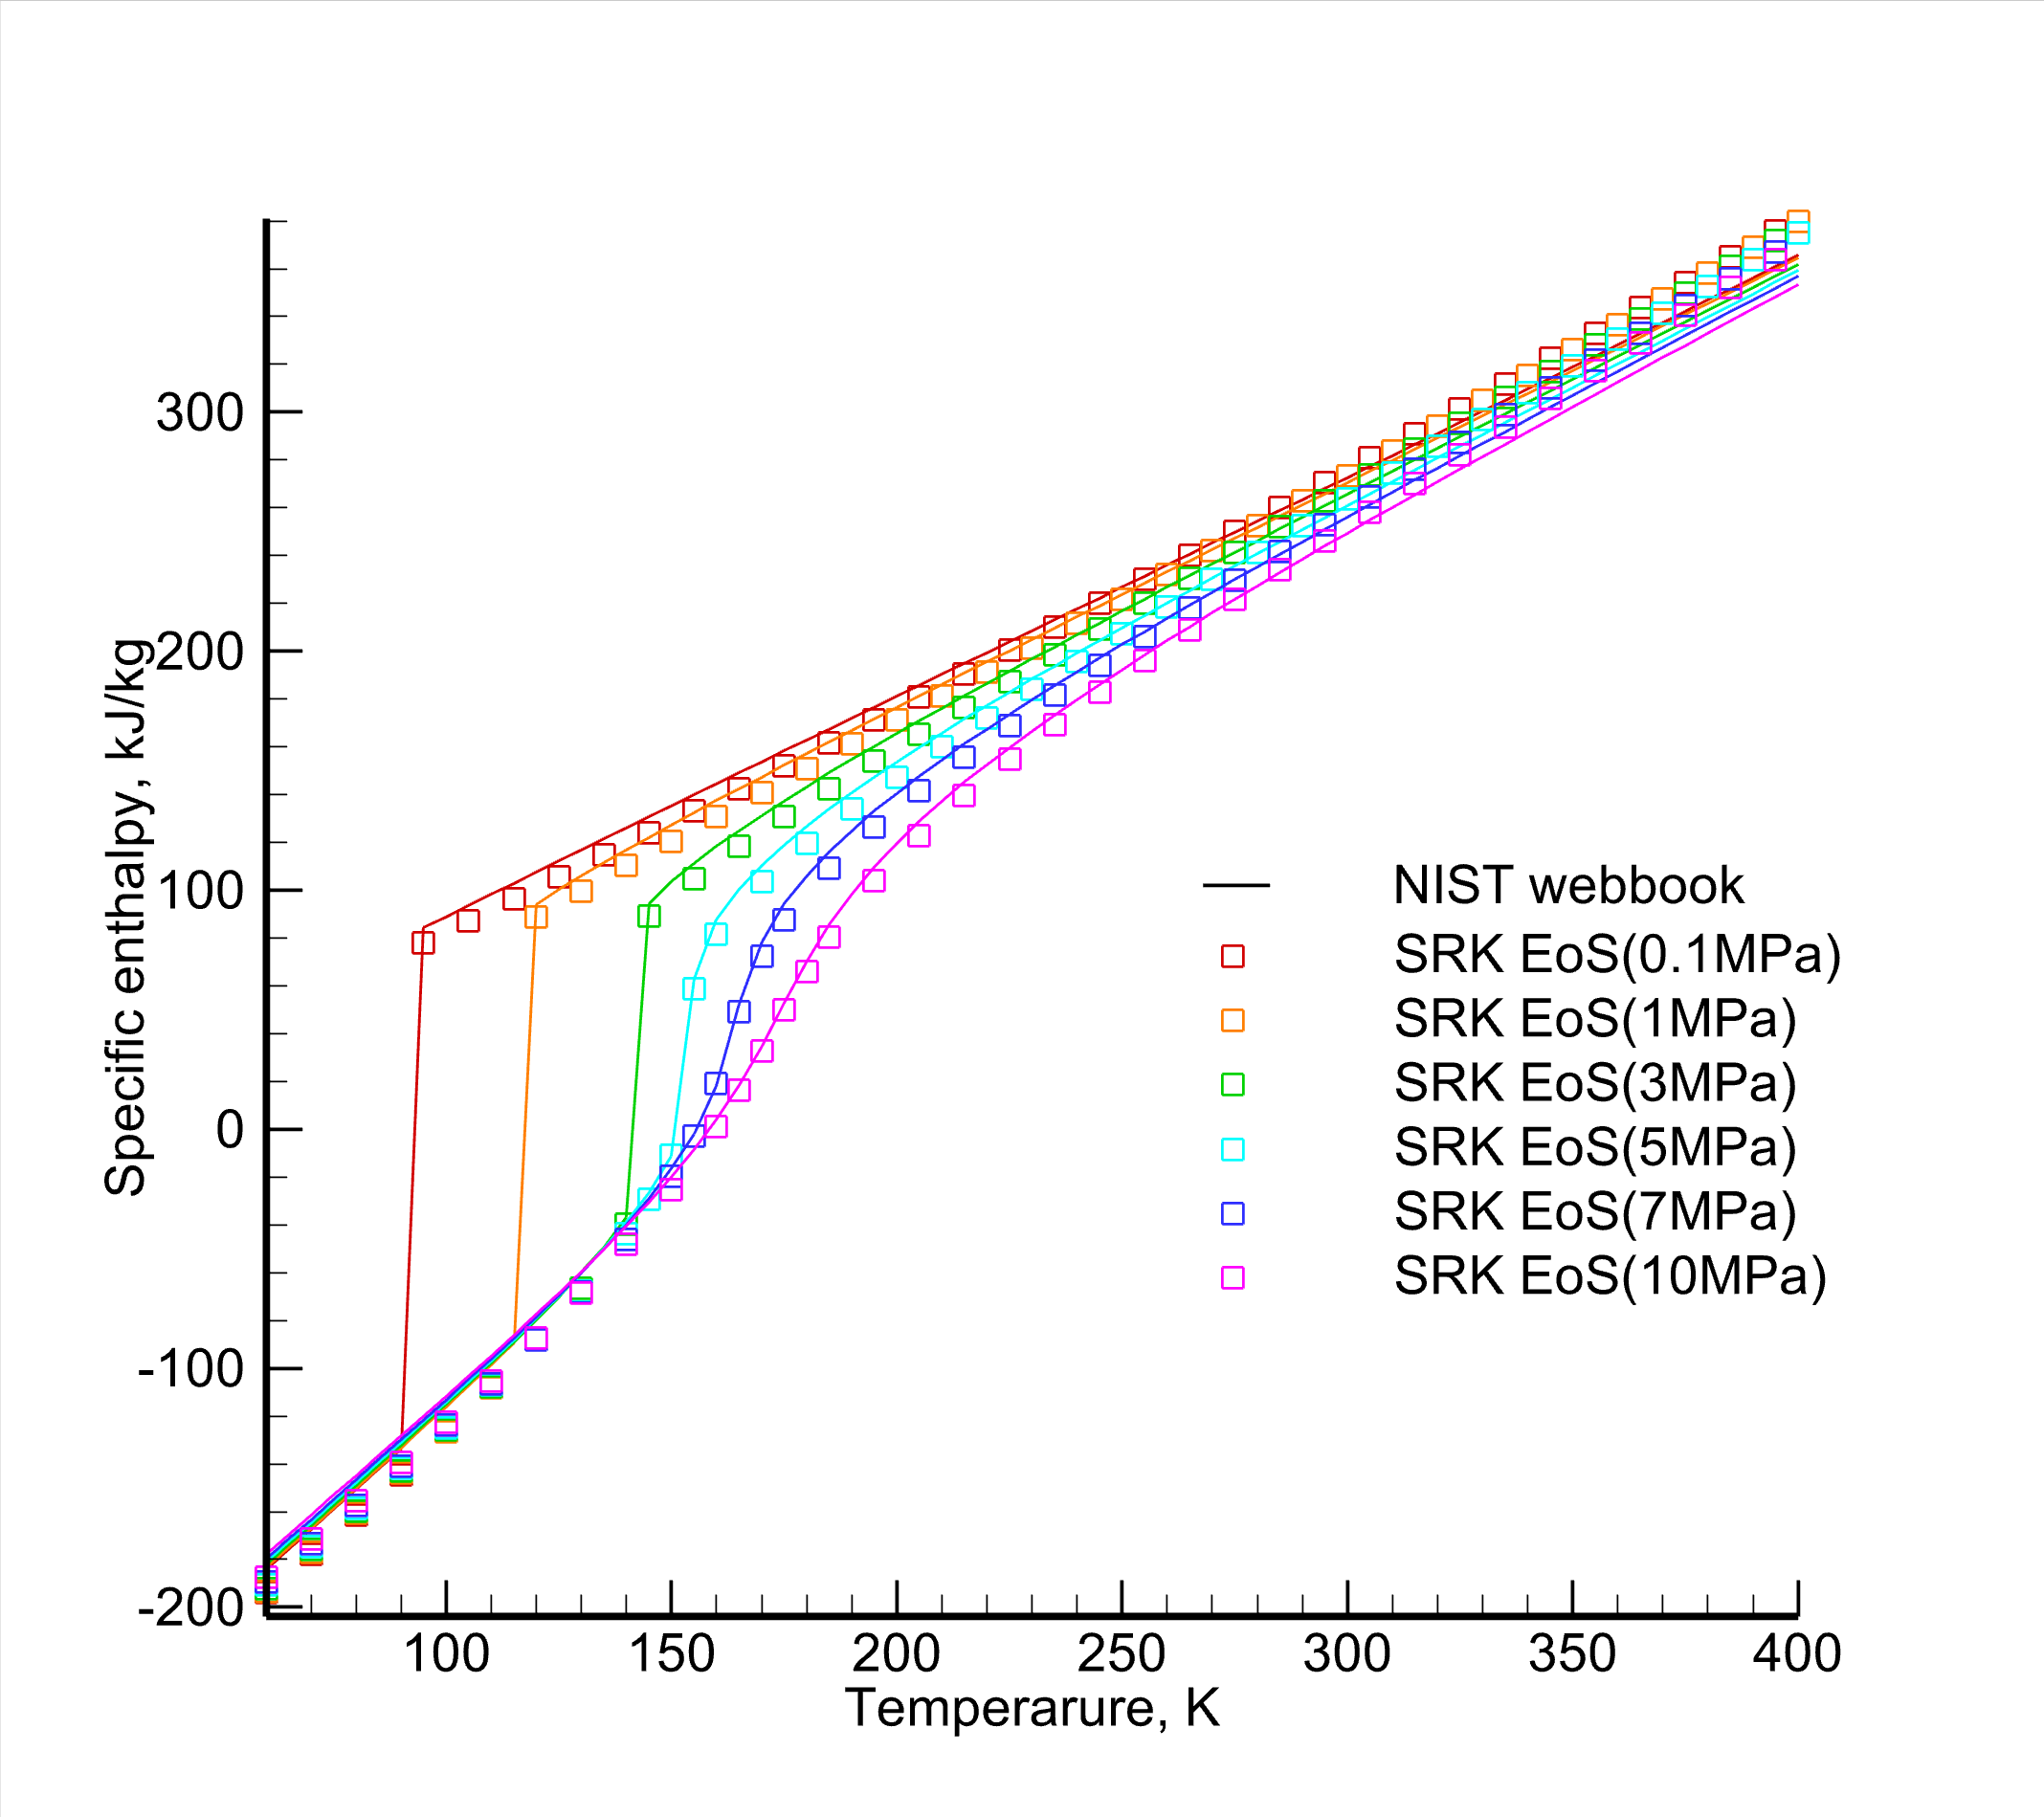 300
200
100
0
-100
-200
Specific enthalpy, kJ/kg
NIST webbook
SRK EoS(0.1MPa)
SRK EoS(1MPa)
SRK EoS(3MPa)
SRK EoS(5MPa)
SRK EoS(7MPa)
SRK EoS(10MPa)
100 150 200 250 300 350 400
Temperarure, K